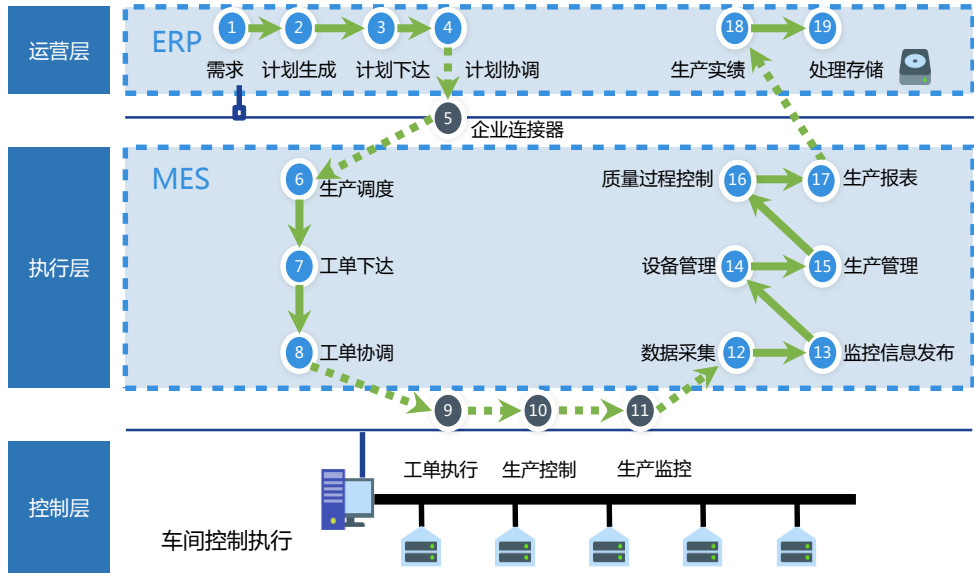 运营层
ERP
1
2
3
4
18
19
需求
计划生成
计划下达
计划协调
生产实绩
处理存储
5
企业连接器
执行层
MES
6
生产调度
质量过程控制
16
17
生产报表
7
工单下达
设备管理
14
15
生产管理
8
工单协调
数据采集
12
13
监控信息发布
9
10
11
控制层
工单执行
生产控制
生产监控
车间控制执行